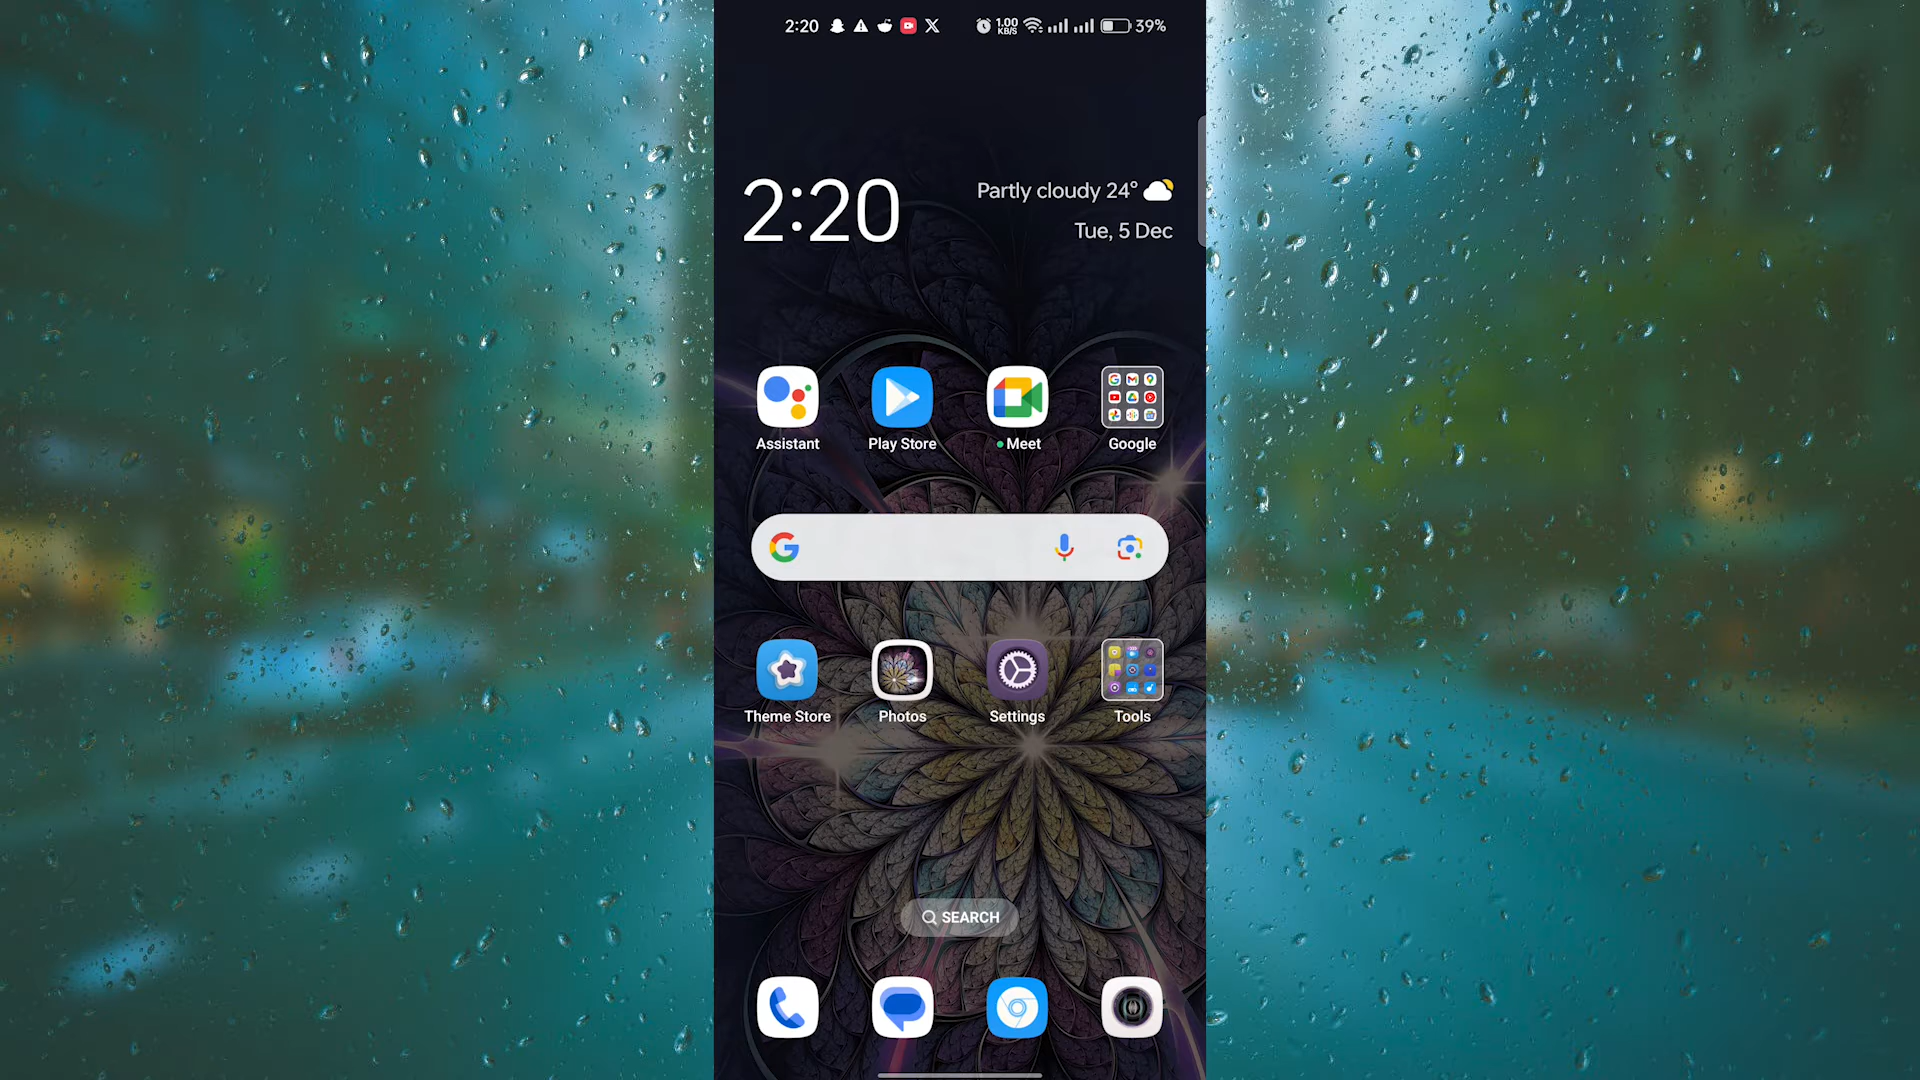 2:20
1.00
KB/S
39%
2:20
Partly cloudy 24°
Tue, 5 Dec
Assistant
Play Store
Meet
Google
Theme Store
Photos
Settings
Tools
SEARCH